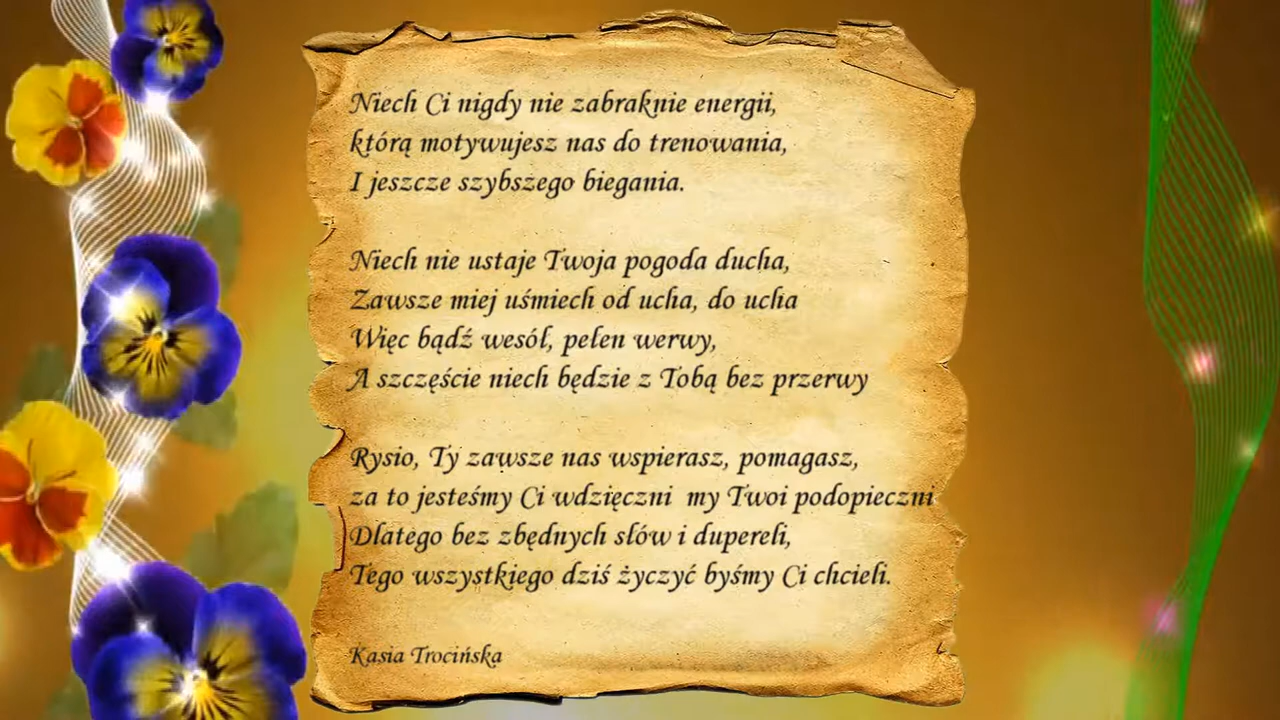 Niech Ci nigdy nie zabraknie energii,
którą motywujesz nas do trenowania,
I jeszcze szybszego biegania.
Niech nie ustaje Twoja pogoda ducha,
Zawsze miej uśmiech od ucha, do ucha
Więc bądź wesół, pełen werwy,
A szczęście niech będzie z Tobą bez przerwy
Rysio, Ty zawsze nas wspierasz, pomagasz,
za to jesteśmy Ci wdzięczni my Twoi podopieczni
Dlatego bez zbędnych słów i dupereli,
Tego wszystkiego dziś życzyć byśmy Ci chcieli.
Kasia Trocińska